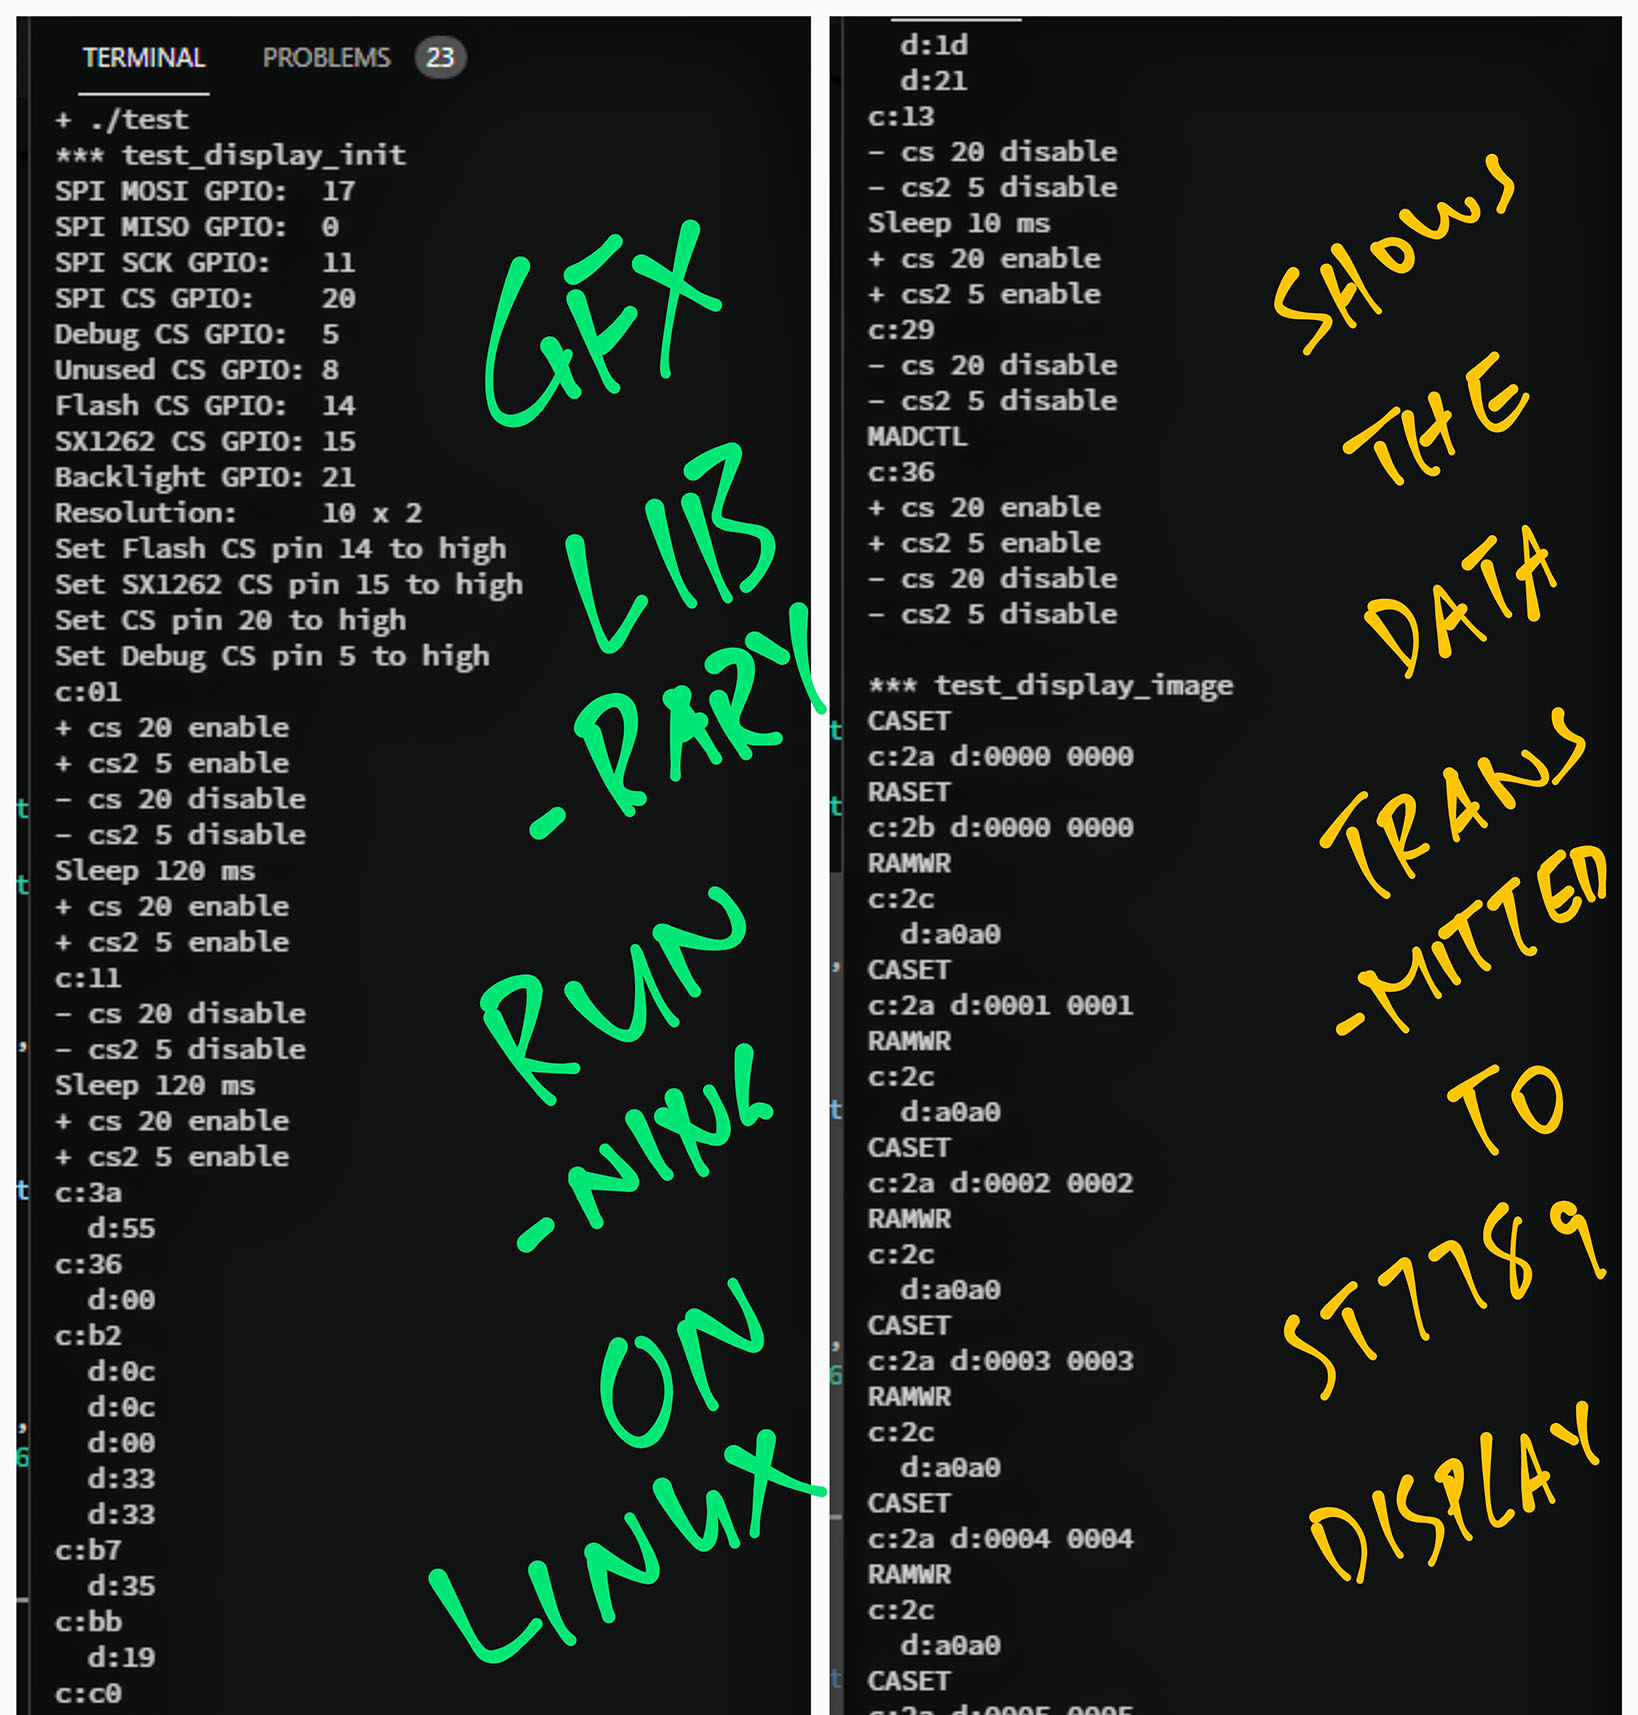 TERMINAL PROBLEMS 23
+ ./test
*** test_display_init
SPI MOSI GPIO: 17
SPI MISO GPIO: 0
SPI SCK GPIO: 11
SPI CS GPIO: 20
Debug CS GPIO: 5
Unused CS GPIO: 8
Flash CS GPIO: 14
SX1262 CS GPIO: 15
Backlight GPIO: 21
Resolution: 10 x 2
Set Flash CS pin 14 to high
Set SX1262 CS pin 15 to high
Set CS pin 20 to high
Set Debug CS pin 5 to high
c:01
+ cs 20 enable
+ cs2 5 enable
- cs 20 disable
- cs2 5 disable
Sleep 120 ms
+ cs 20 enable
+ cs2 5 enable
c:11
- cs 20 disable
- cs2 5 disable
Sleep 120 ms
+ cs 20 enable
+ cs2 5 enable
c:3a
d:55
c:36
d:00
c:b2
d:0c
d:0c
d:00
d:33
d:33
c:b7
d:35
c:bb
d:19
c:c0
GFX
LIB
-RARY
RUN
-NING
ON
LINUX
d:1d
d:21
c:13
- cs 20 disable
- cs2 5 disable
Sleep 10 ms
+ cs 20 enable
+ cs2 5 enable
c:29
- cs 20 disable
- cs2 5 disable
MADCTL
c:36
+ cs 20 enable
+ cs2 5 enable
- cs 20 disable
- cs2 5 disable
*** test_display_image
CASET
c:2a d:0000 0000
RASET
c:2b d:0000 0000
RAMWR
c:2c
d:a0a0
CASET
c:2a d:0001 0001
RAMWR
c:2c
d:a0a0
CASET
c:2a d:0002 0002
RAMWR
c:2c
d:a0a0
CASET
c:2a d:0003 0003
RAMWR
c:2c
d:a0a0
CASET
c:2a d:0004 0004
RAMWR
c:2c
d:a0a0
CASET
c:2a d:0005 0005
SHOWS
THE
DATA
TRANS
-MITTED
TO
ST7789
DISPLAY